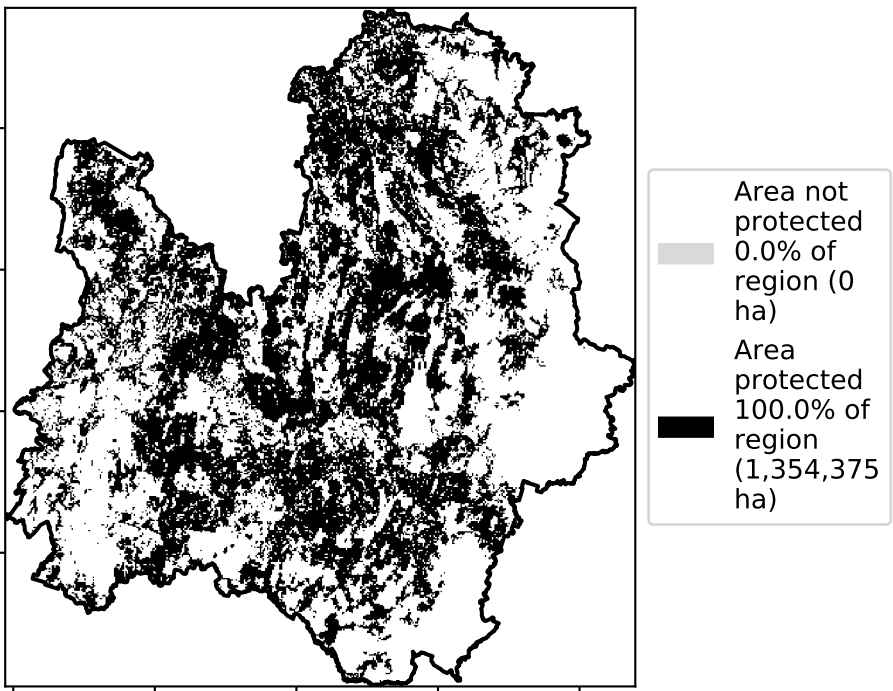 Area not
protected
0.0% of
region (0
ha)
Area
protected
100.0% of
region
(1,354,375
ha)